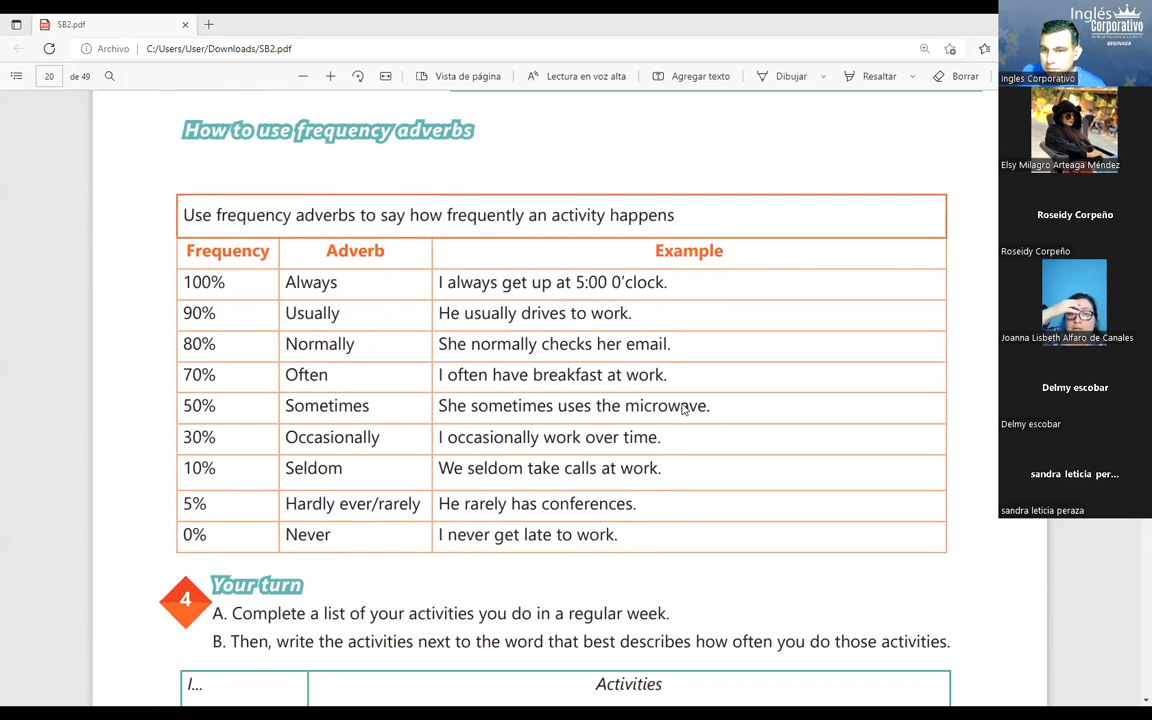 SB2.pdf
Archivo C:/Users/User/Downloads/SB2.pdf
20 de 49 Vista de página Lectura en voz alta Agregar texto Dibujar Resaltar Borrar
How to use frequency adverbs
Use frequency adverbs to say how frequently an activity happens
Frequency Adverb Example
100% Always I always get up at 5:00 0’clock.
90% Usually He usually drives to work.
80% Normally She normally checks her email.
70% Often I often have breakfast at work.
50% Sometimes She sometimes uses the microwave.
30% Occasionally I occasionally work over time.
10% Seldom We seldom take calls at work.
5% Hardly ever/rarely He rarely has conferences.
0% Never I never get late to work.
4 Your turn
A. Complete a list of your activities you do in a regular week.
B. Then, write the activities next to the word that best describes how often you do those activities.
I... Activities
Inglés
Corporativo
BEGINNER
Ingles Corporativo
Elsy Milagro Arteaga Méndez
Roseidy Corpeño
Roseidy Corpeño
Joanna Lisbeth Alfaro de Canales
Delmy escobar
Delmy escobar
sandra leticia per...
sandra leticia peraza